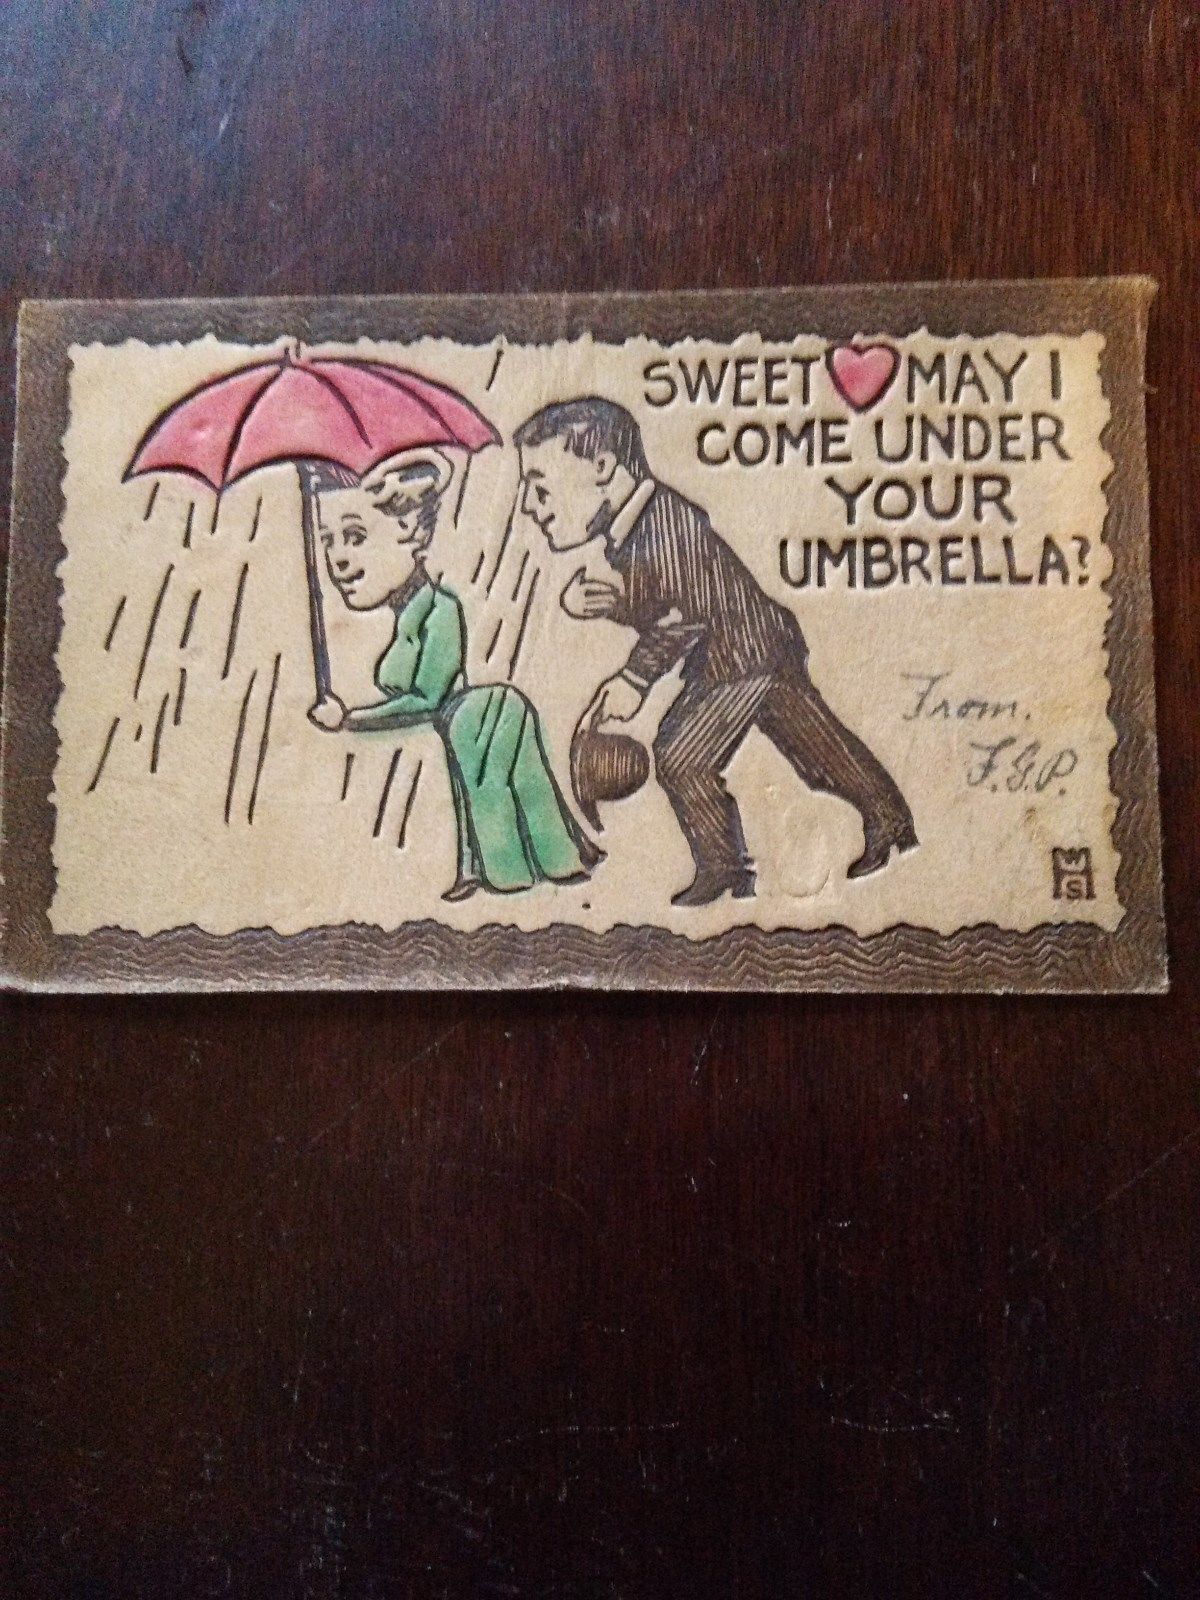 SWEET ❤ MAY I
COME UNDER
YOUR
UMBRELLA?
From.
F.G.P.
W
S